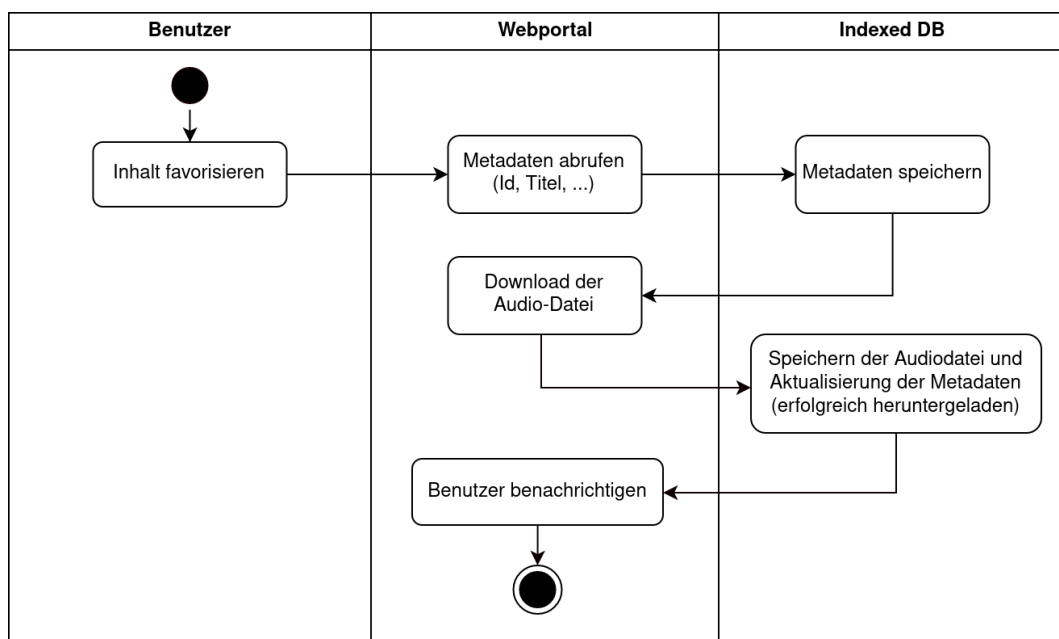 Benutzer
Webportal
Indexed DB
Inhalt favorisieren
Metadaten abrufen
(Id, Titel, ...)
Metadaten speichern
Download der
Audio-Datei
Speichern der Audiodatei und
Aktualisierung der Metadaten
(erfolgreich heruntergeladen)
Benutzer benachrichtigen